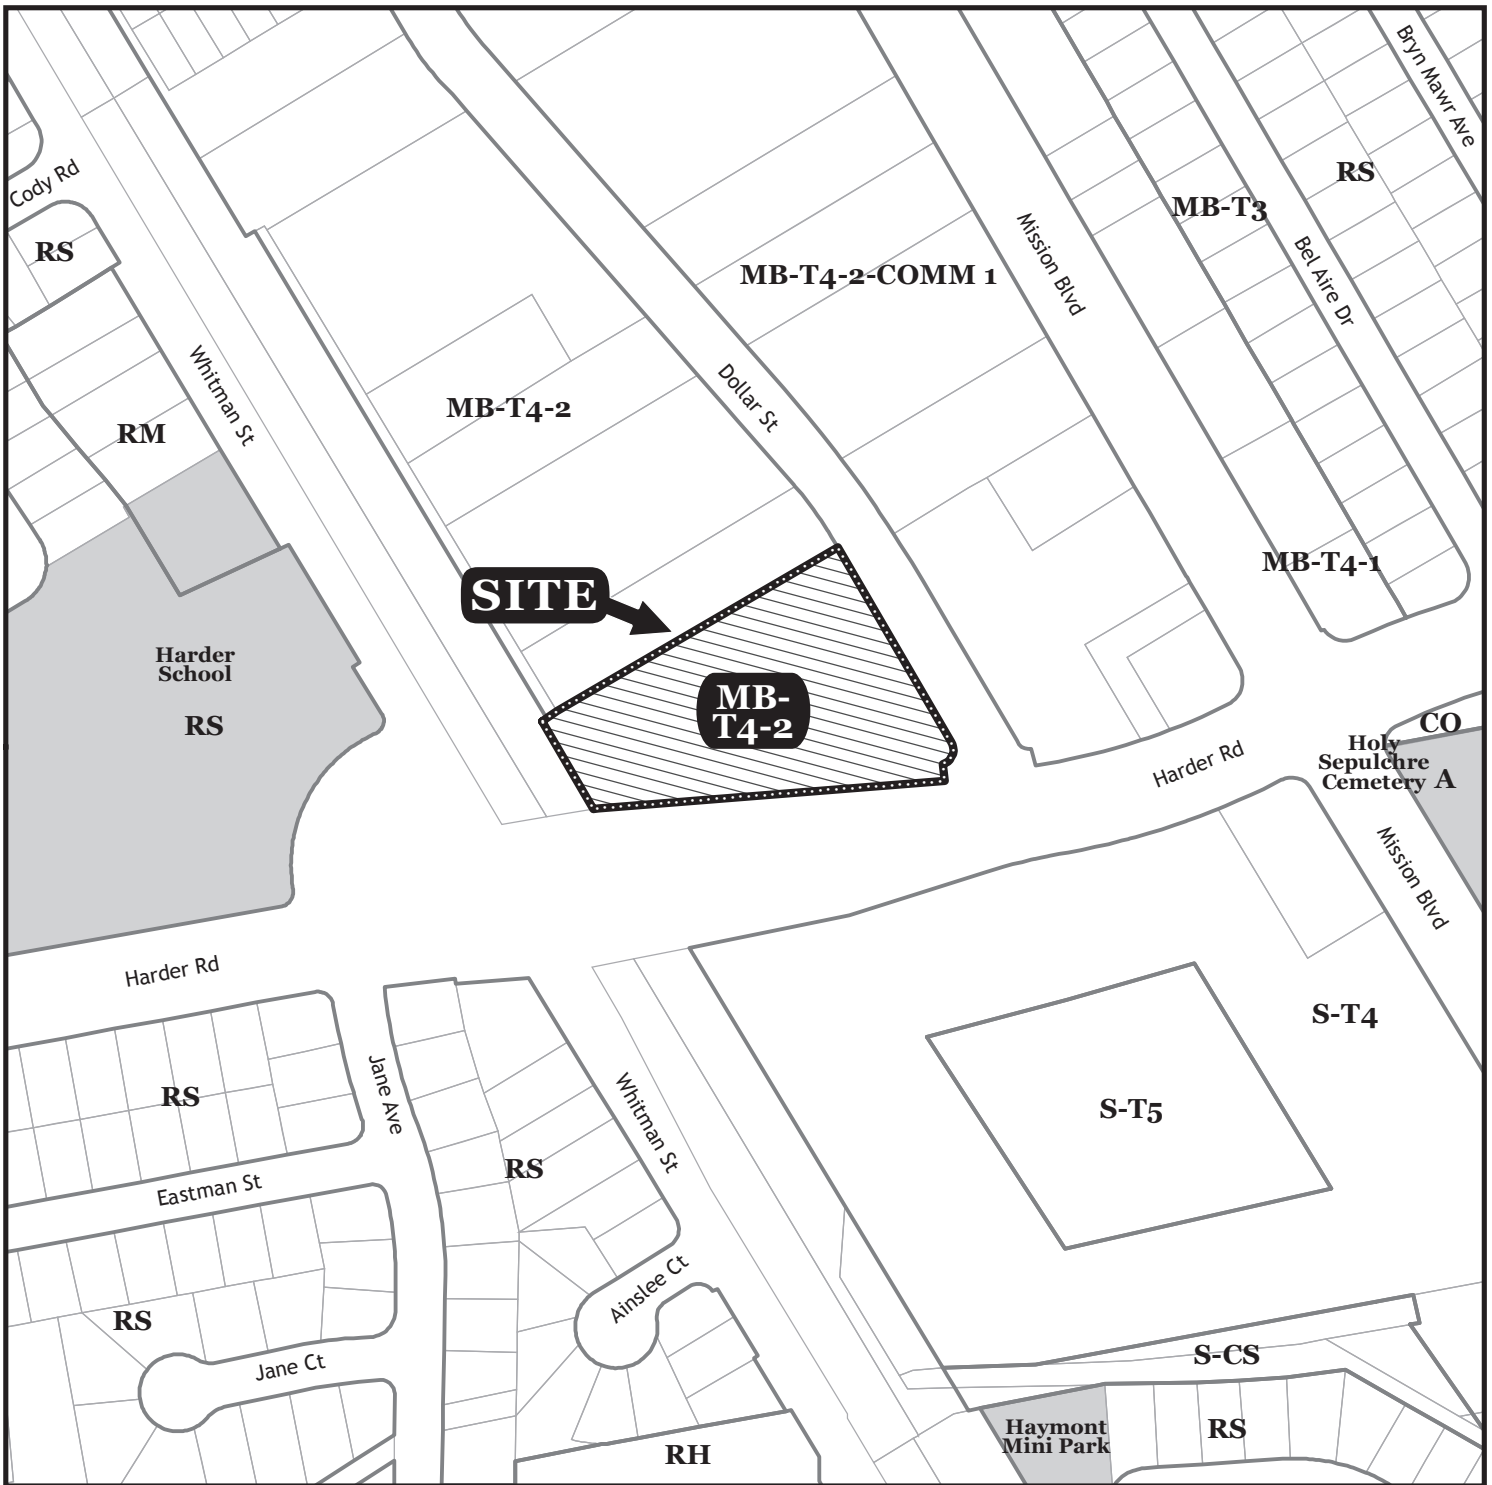 Bryn Mawr Ave
Cody Rd
RS
RS
MB-T3
MB-T4-2-COMM 1
Mission Blvd
Bel Aire Dr
Whitman St
Dollar St
MB-T4-2
RM
MB-T4-1
SITE
Harder
School
RS
MB-
T4-2
Harder Rd
CO
Holy
Sepulchre
Cemetery
A
Mission Blvd
Harder Rd
S-T4
Jane Ave
RS
Whitman St
S-T5
RS
Eastman St
Ainslee Ct
RS
Jane Ct
S-CS
Haymont
Mini Park
RS
RH